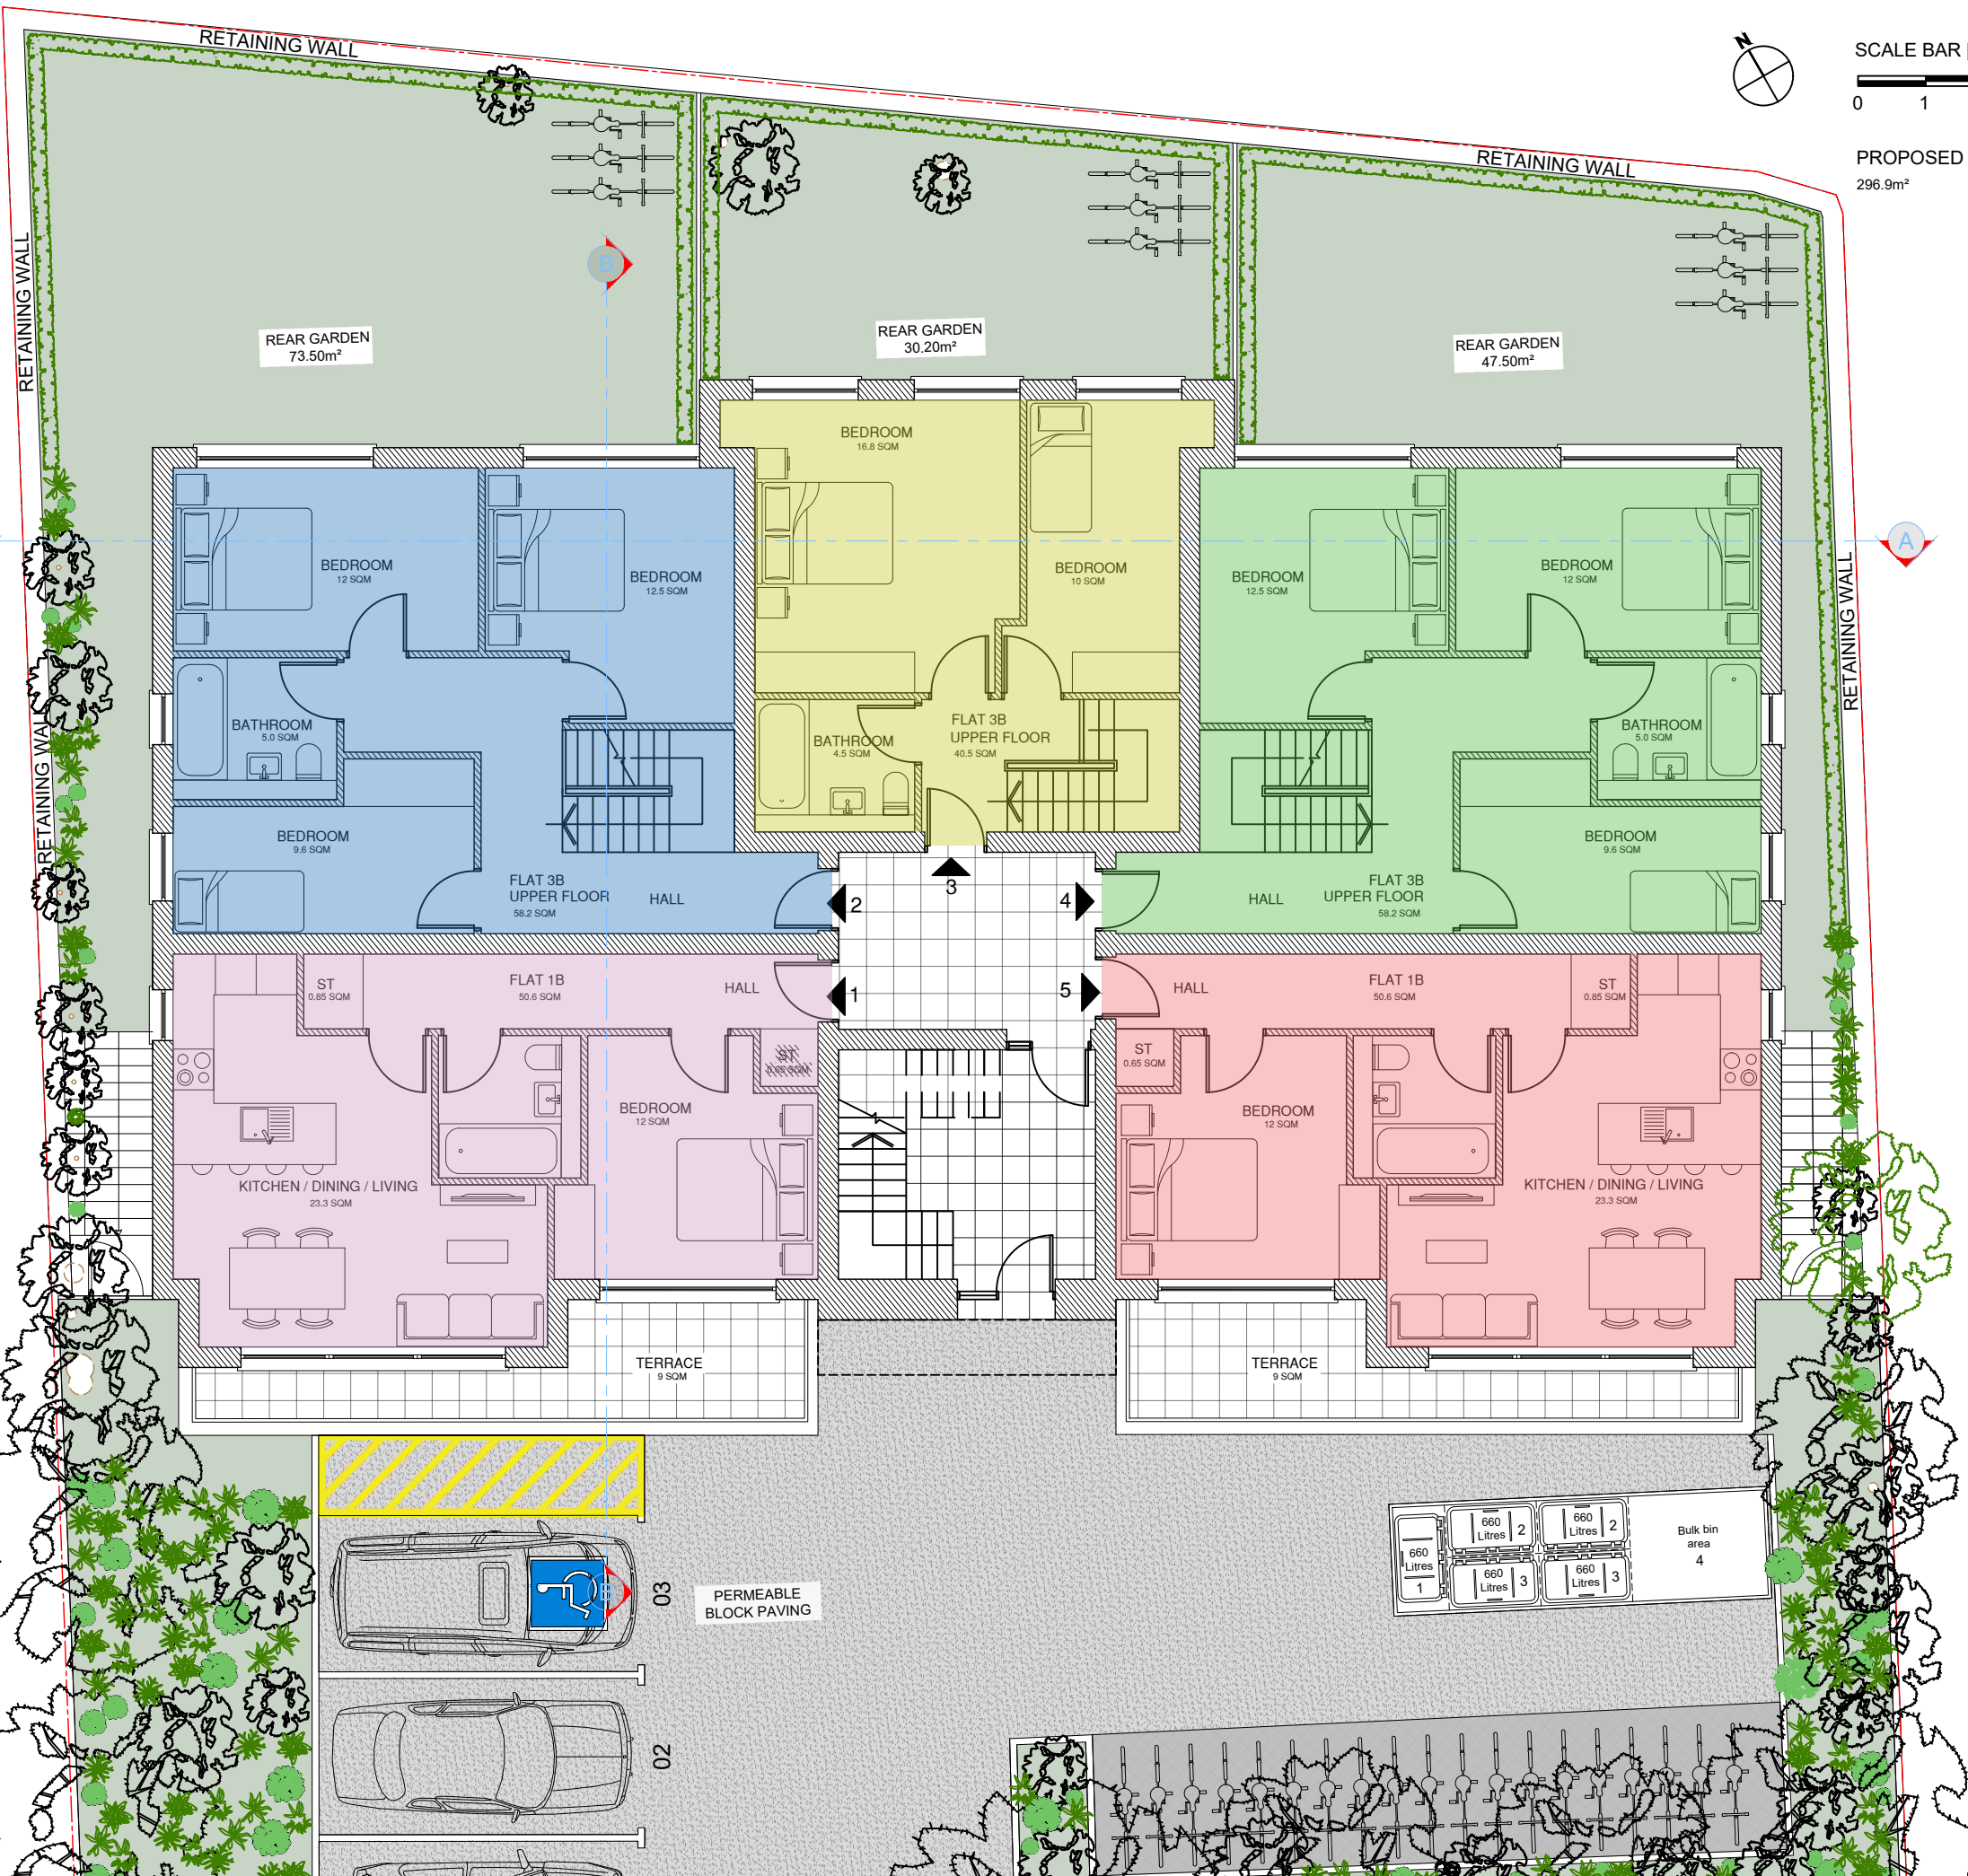 RETAINING WALL
N
SCALE BAR
0 1
PROPOSED
296.9m²
RETAINING WALL
RETAINING WALL
B
REAR GARDEN
73.50m²
REAR GARDEN
30.20m²
REAR GARDEN
47.50m²
BEDROOM
16.8 SQM
A
BEDROOM
12 SQM
BEDROOM
12.5 SQM
BEDROOM
10 SQM
BEDROOM
12.5 SQM
BEDROOM
12 SQM
RETAINING WALL
RETAINING WALL
BATHROOM
5.0 SQM
BATHROOM
4.5 SQM
FLAT 3B
UPPER FLOOR
40.5 SQM
BATHROOM
5.0 SQM
BEDROOM
9.6 SQM
BEDROOM
9.6 SQM
FLAT 3B
UPPER FLOOR
58.2 SQM
HALL
2
3
4
HALL
FLAT 3B
UPPER FLOOR
58.2 SQM
ST
0.85 SQM
FLAT 1B
50.6 SQM
HALL
1
5
HALL
FLAT 1B
50.6 SQM
ST
0.85 SQM
ST
0.65 SQM
ST
0.65 SQM
BEDROOM
12 SQM
BEDROOM
12 SQM
KITCHEN / DINING / LIVING
23.3 SQM
KITCHEN / DINING / LIVING
23.3 SQM
TERRACE
9 SQM
TERRACE
9 SQM
660
Litres
1
660
Litres 2
660
Litres 2
660
Litres 3
660
Litres 3
Bulk bin
area
4
B
03
PERMEABLE
BLOCK PAVING
02